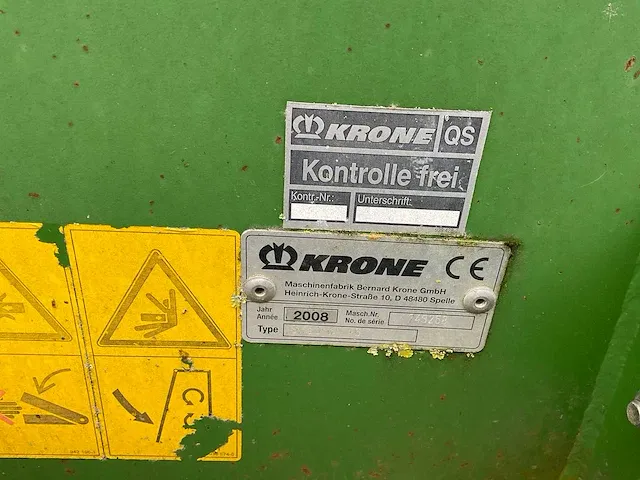 KRONE QS
Kontrolle frei
Kontr.-Nr.: Unterschrift:
KRONE CE
Maschinenfabrik Bernard Krone GmbH
Heinrich-Krone-Straße 10, D 48480 Spelle
Jahr Année 2008 Masch.Nr. No. de série
Type